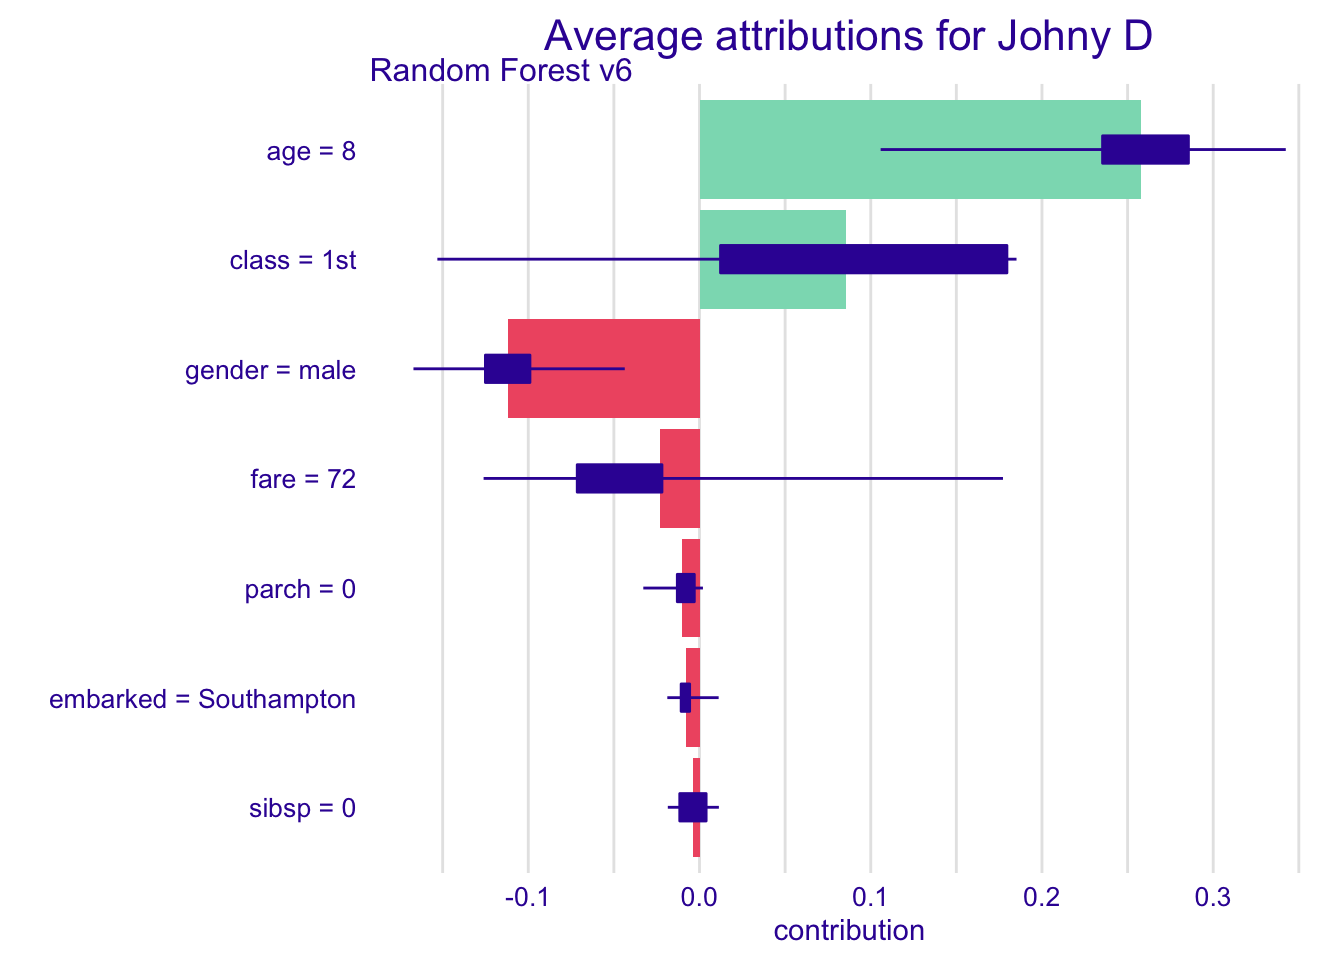 Average attributions for Johny D
Random Forest v6
age = 8
class = 1st
gender = male
fare = 72
parch = 0
embarked = Southampton
sibsp = 0
-0.1 0.0 0.1 0.2 0.3
contribution